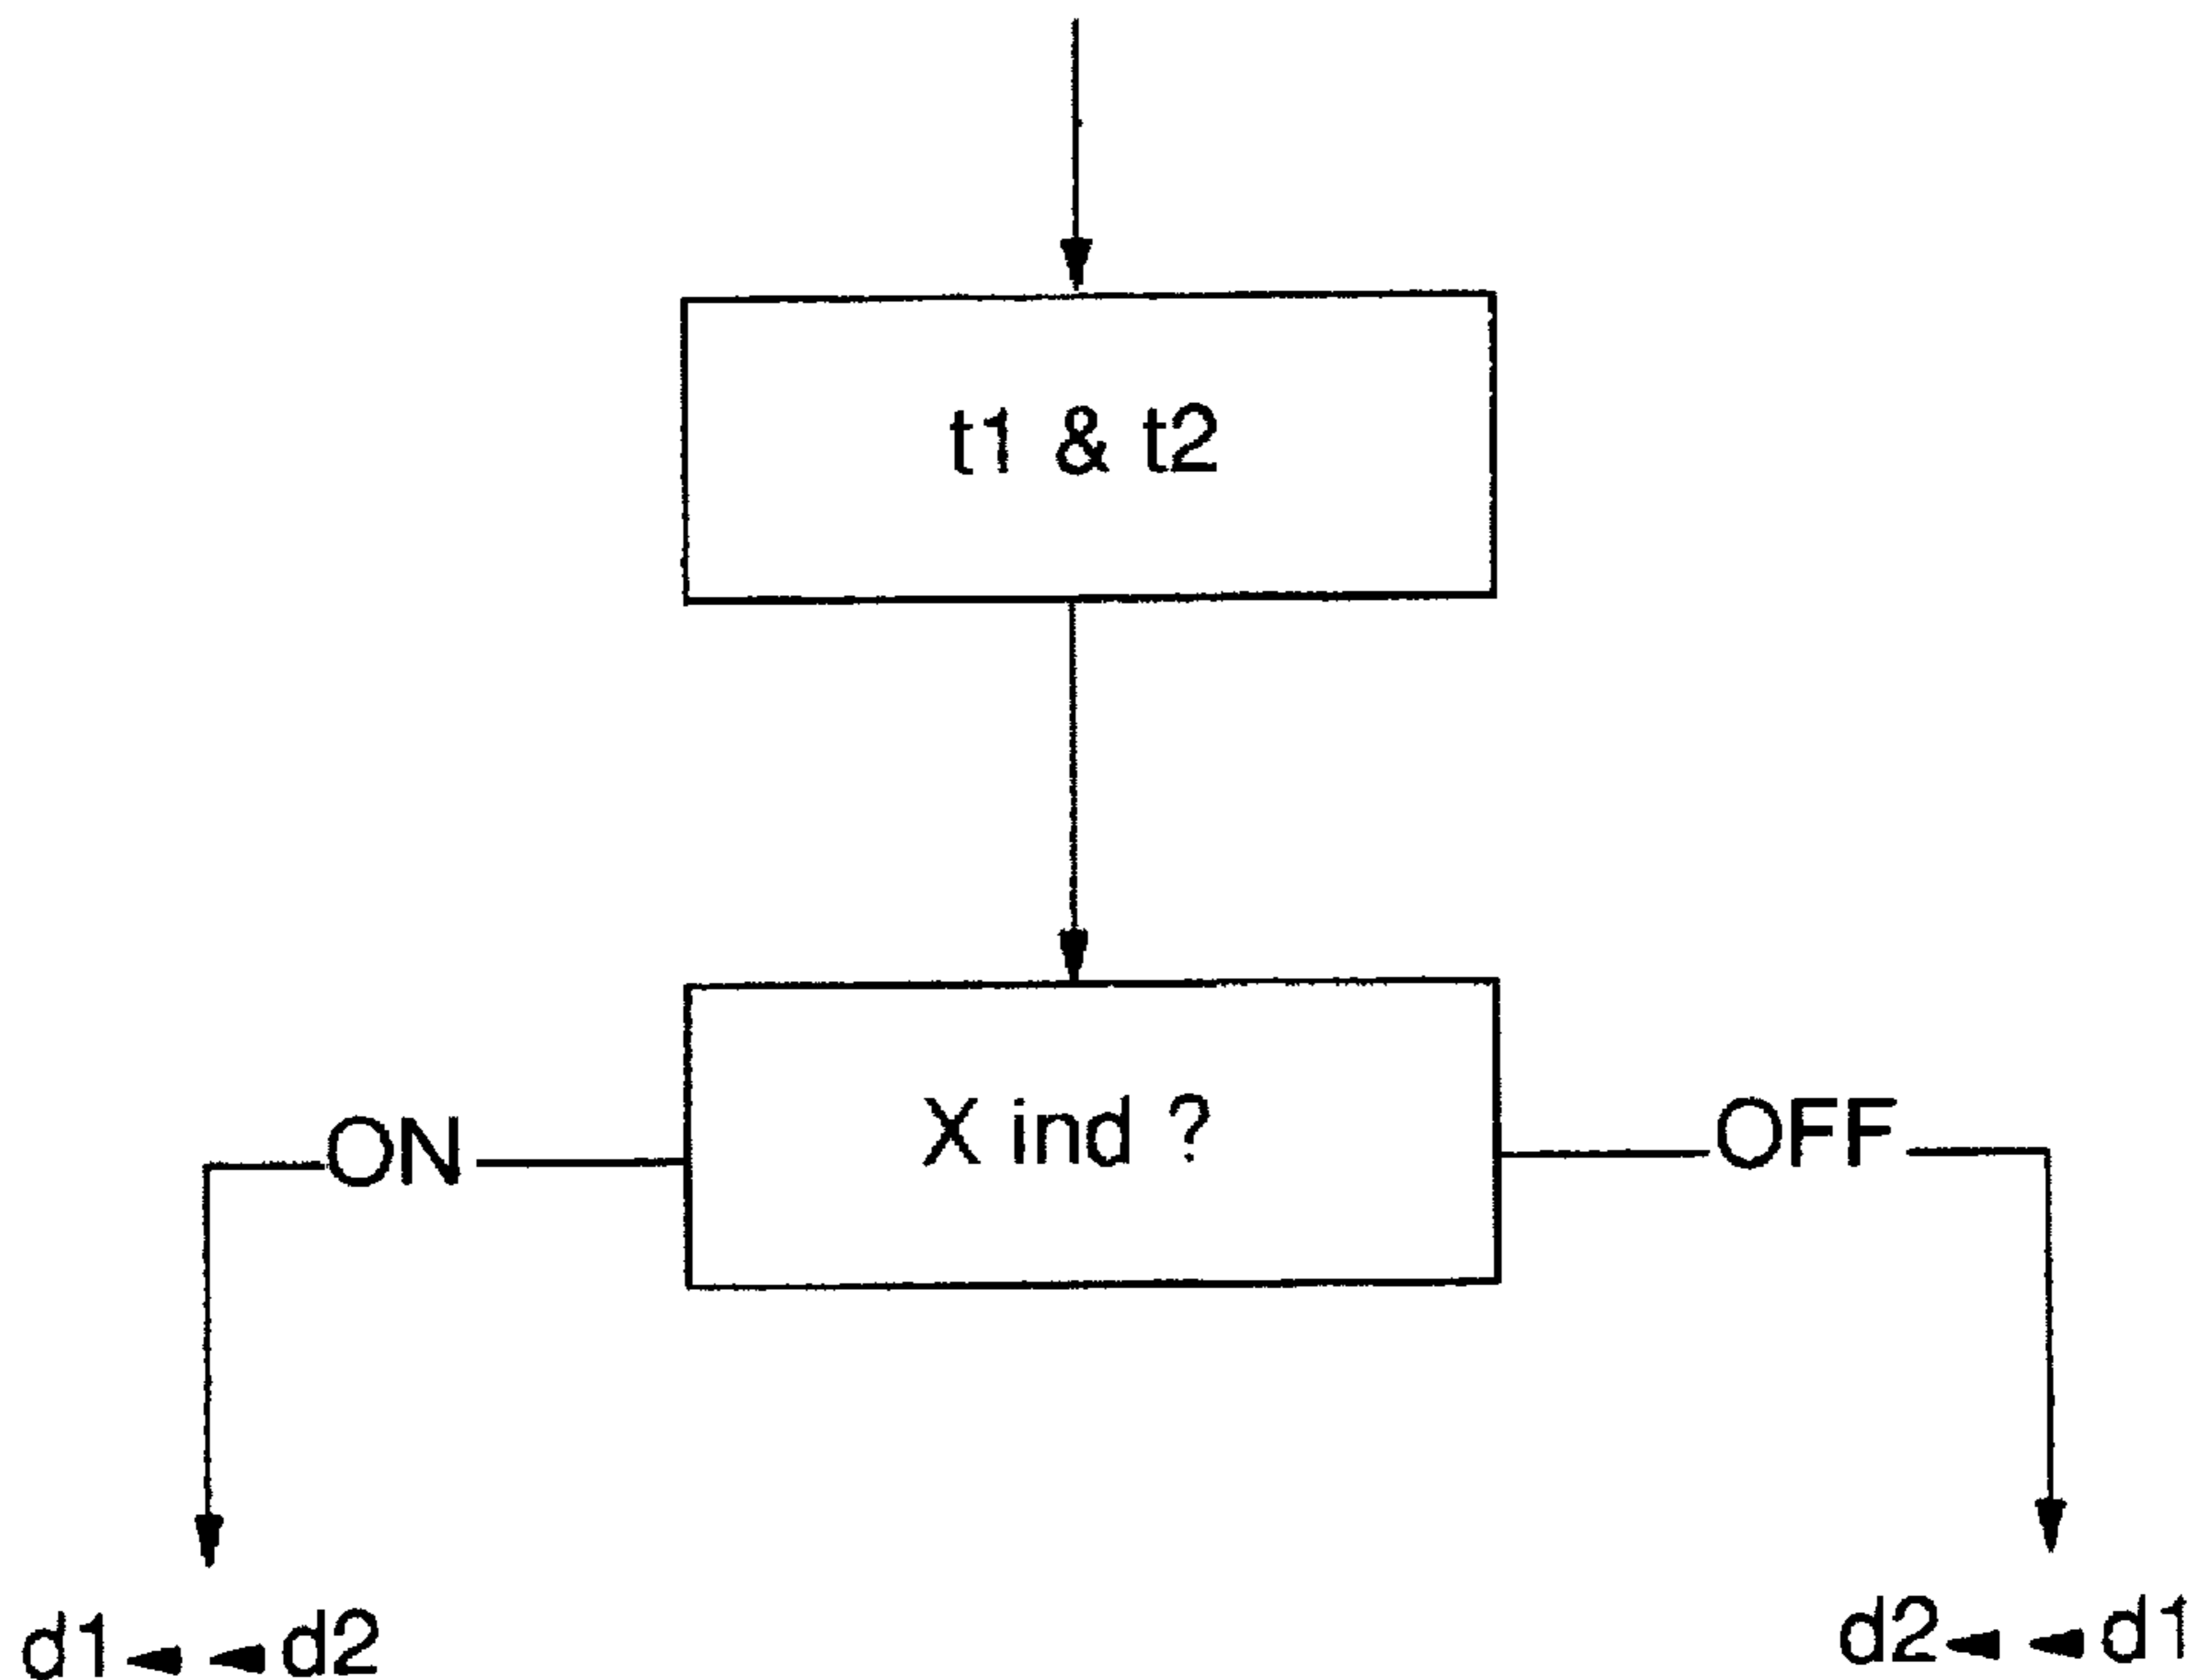 t1 & t2
X ind ?
ON
OFF
d1◄ ◄d2
d2◄ ◄d1